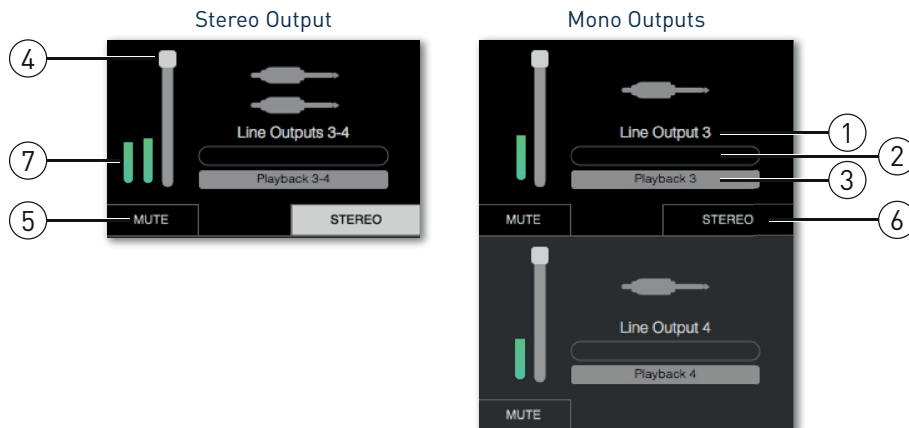 Stereo Output
Mono Outputs
4
7
5
Line Outputs 3-4
Playback 3-4
MUTE
STEREO
Line Output 3
Playback 3
MUTE
STEREO
1
2
3
6
Line Output 4
Playback 4
MUTE